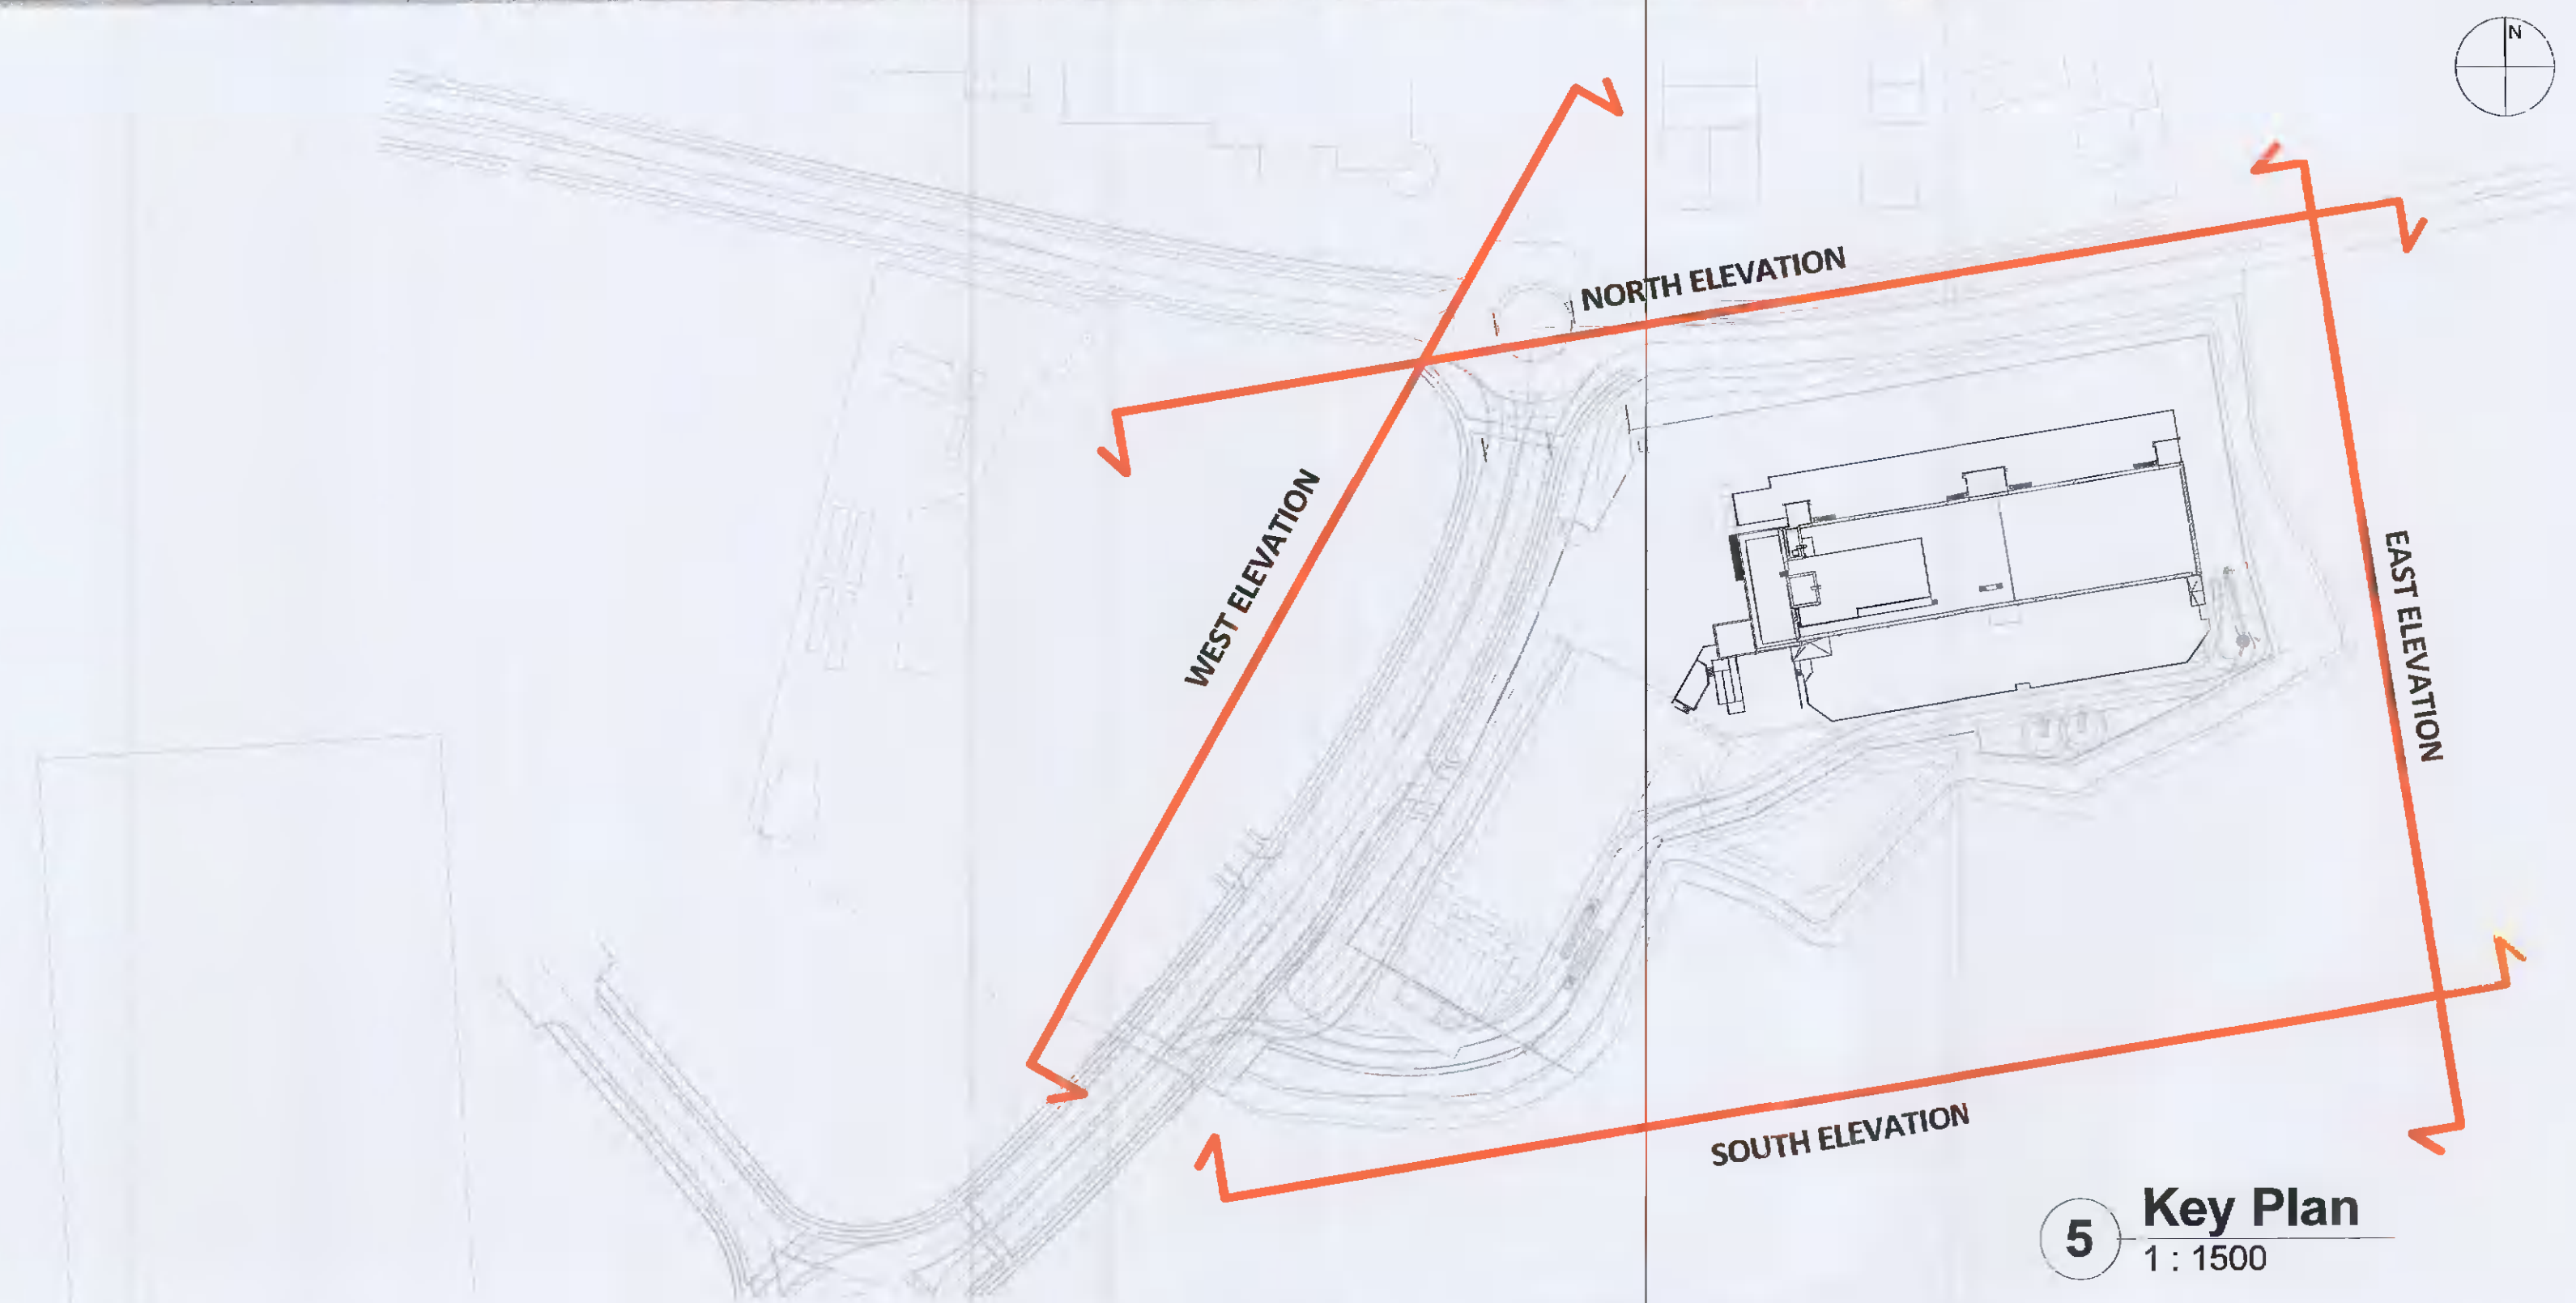 N
NORTH ELEVATION
WEST ELEVATION
EAST ELEVATION
SOUTH ELEVATION
5
Key Plan
1 : 1500